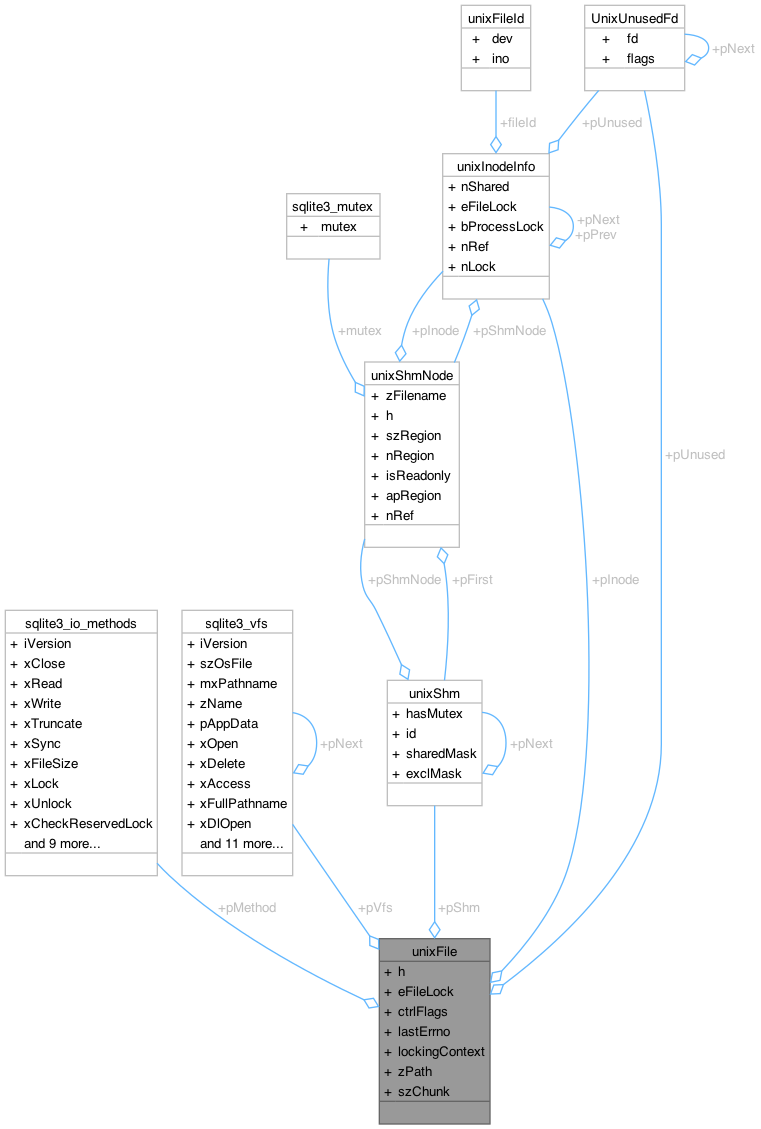 unixFileId
+ dev
+ ino
UnixUnusedFd
+ fd
+ flags
+pNext
+fileId
+pUnused
unixInodeInfo
+ nShared
+ eFileLock
+ bProcessLock
+ nRef
+ nLock
+pNext
+pPrev
sqlite3_mutex
+ mutex
+mutex
+pInode
+pShmNode
unixShmNode
+ zFilename
+ h
+ szRegion
+ nRegion
+ isReadonly
+ apRegion
+ nRef
+pUnused
+pShmNode
+pFirst
+pInode
sqlite3_io_methods
+ iVersion
+ xClose
+ xRead
+ xWrite
+ xTruncate
+ xSync
+ xFileSize
+ xLock
+ xUnlock
+ xCheckReservedLock
and 9 more...
sqlite3_vfs
+ iVersion
+ szOsFile
+ mxPathname
+ zName
+ pAppData
+ xOpen
+ xDelete
+ xAccess
+ xFullPathname
+ xDlOpen
and 11 more...
+pNext
unixShm
+ hasMutex
+ id
+ sharedMask
+ exclMask
+pNext
+pMethod
+pVfs
+pShm
unixFile
+ h
+ eFileLock
+ ctrlFlags
+ lastErrno
+ lockingContext
+ zPath
+ szChunk